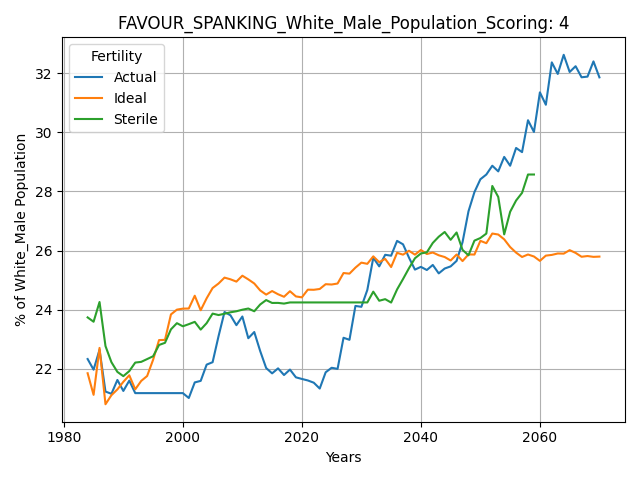 FAVOUR_SPANKING_White_Male_Population_Scoring: 4
Fertility
Actual
Ideal
Sterile
% of White_Male Population
32
30
28
26
24
22
1980
2000
2020
2040
2060
Years